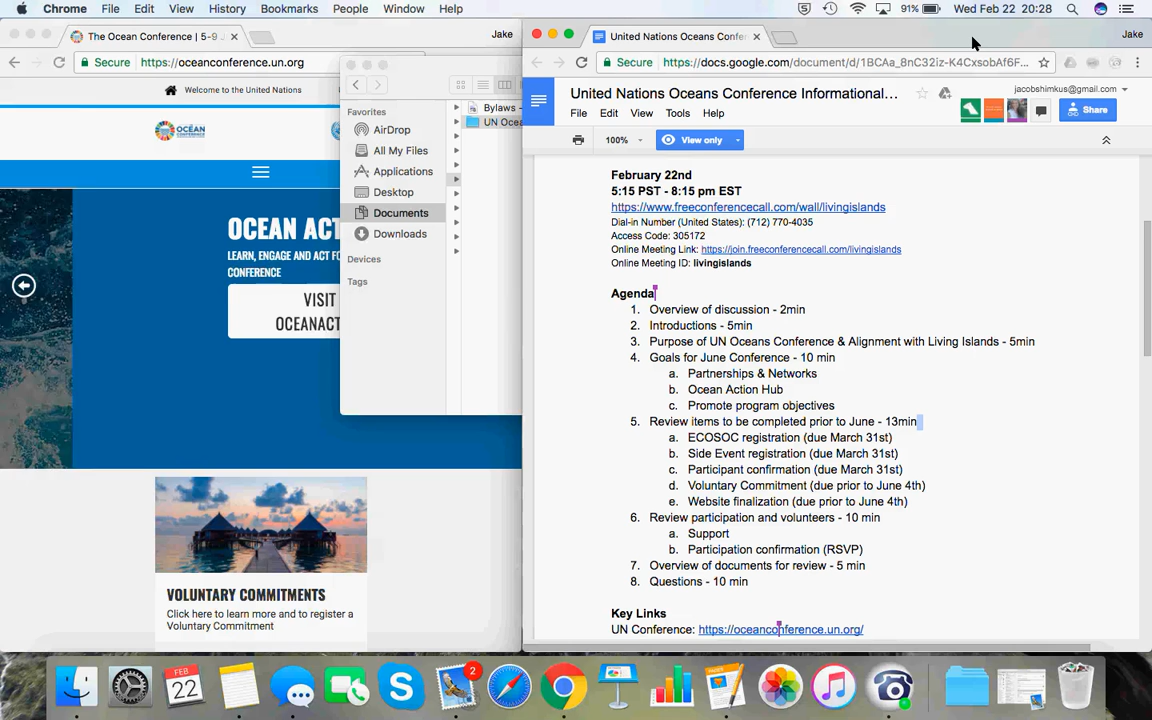 Chrome File Edit View History Bookmarks People Window Help 91% Wed Feb 22 20:28
The Ocean Conference | 5-9 Jake
Secure https://oceanconference.un.org
Welcome to the United Nations
OCEAN
CONFERENCE
OCEAN ACT
LEARN, ENGAGE AND ACT FO
CONFERENCE
VISIT
OCEANACT
VOLUNTARY COMMITMENTS
Click here to learn more and to register a
Voluntary Commitment
Favorites
AirDrop
All My Files
Applications
Desktop
Documents
Downloads
Devices
Tags
Bylaws -
UN Ocea
United Nations Oceans Confer Jake
Secure https://docs.google.com/document/d/1BCAa_8nC32iz-K4CxsobAf6F...
United Nations Oceans Conference Informational...
jacobshimkus@gmail.com
File Edit View Tools Help
Share
100% View only
February 22nd
5:15 PST - 8:15 pm EST
https://www.freeconferencecall.com/wall/livingislands
Dial-in Number (United States): (712) 770-4035
Access Code: 305172
Online Meeting Link: https://join.freeconferencecall.com/livingislands
Online Meeting ID: livingislands
Agenda
1. Overview of discussion - 2min
2. Introductions - 5min
3. Purpose of UN Oceans Conference & Alignment with Living Islands - 5min
4. Goals for June Conference - 10 min
a. Partnerships & Networks
b. Ocean Action Hub
c. Promote program objectives
5. Review items to be completed prior to June - 13min
a. ECOSOC registration (due March 31st)
b. Side Event registration (due March 31st)
c. Participant confirmation (due March 31st)
d. Voluntary Commitment (due prior to June 4th)
e. Website finalization (due prior to June 4th)
6. Review participation and volunteers - 10 min
a. Support
b. Participation confirmation (RSVP)
7. Overview of documents for review - 5 min
8. Questions - 10 min
Key Links
UN Conference: https://oceanconference.un.org/
FEB
22
2